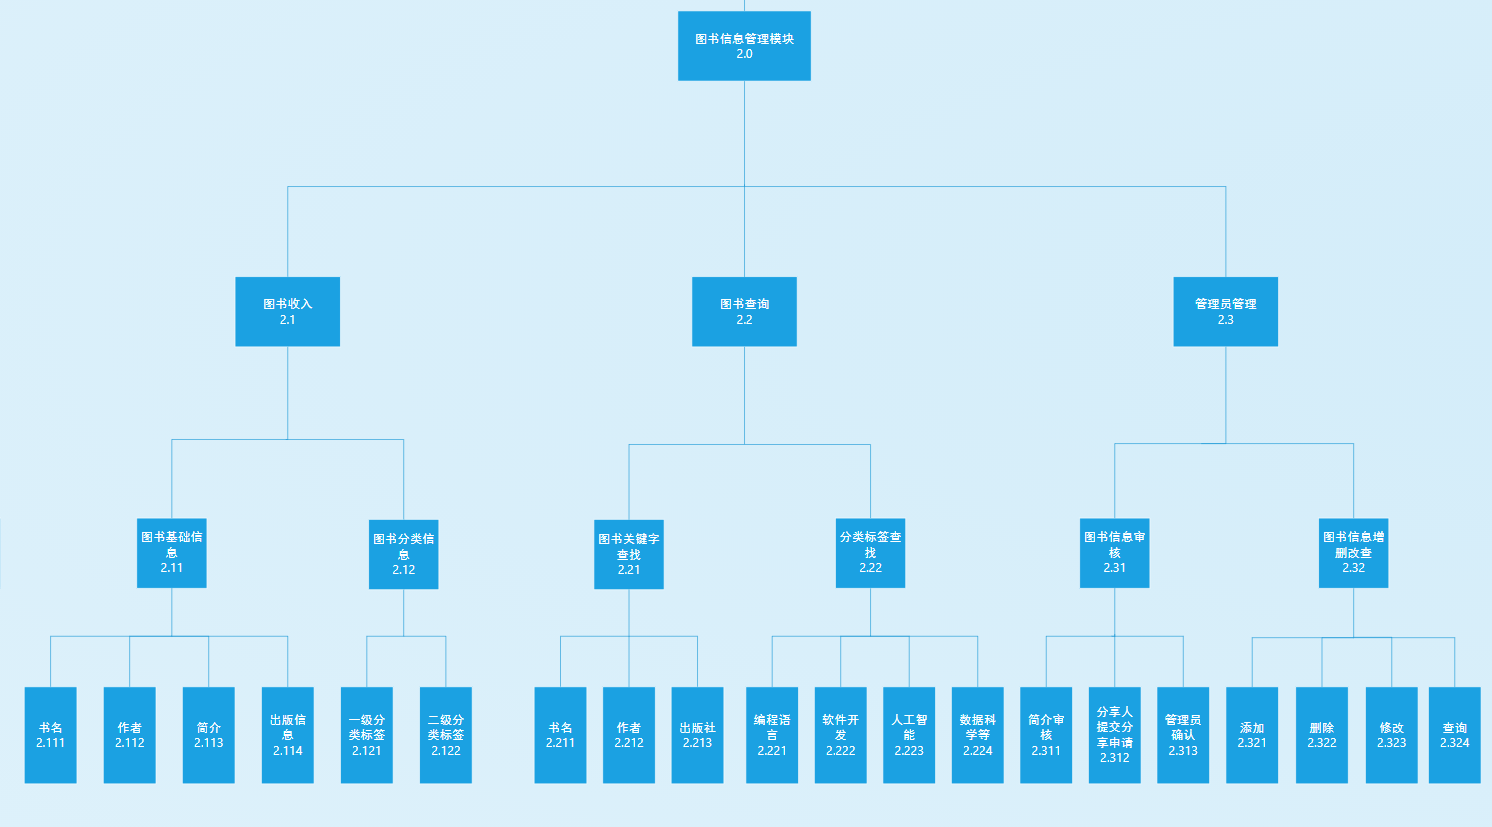 图书信息管理模块
2.0
图书收入
2.1
图书查询
2.2
管理员管理
2.3
图书基础信
息
2.11
图书分类信
息
2.12
图书关键字
查找
2.21
分类标签查
找
2.22
图书信息审
核
2.31
图书信息增
删改查
2.32
书名
2.111
作者
2.112
简介
2.113
出版信
息
2.114
一级分
类标签
2.121
二级分
类标签
2.122
书名
2.211
作者
2.212
出版社
2.213
编程语
言
2.221
软件开
发
2.222
人工智
能
2.223
数据科
学等
2.224
简介审
核
2.311
分享人
提交分
享申请
2.312
管理员
确认
2.313
添加
2.321
删除
2.322
修改
2.323
查询
2.324